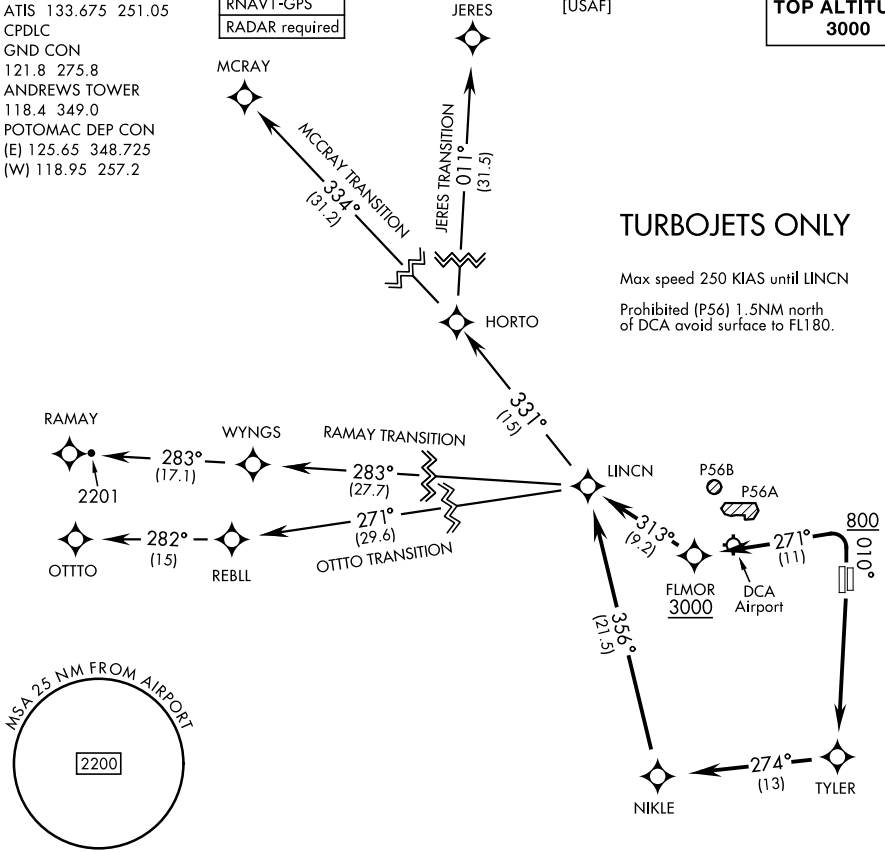 ATIS 133.675 251.05
CPDLC
GND CON
121.8 275.8
ANDREWS TOWER
118.4 349.0
POTOMAC DEP CON
(E) 125.65 348.725
(W) 118.95 257.2
RNAV1-GPS
RADAR required
[USAF]
TOP ALTITU
3000
JERES
MCRAY
MCCRAY TRANSITION
334°
(31.2)
JERES TRANSITION
011°
(31.5)
TURBOJETS ONLY
Max speed 250 KIAS until LINCN
Prohibited (P56) 1.5NM north
of DCA avoid surface to FL180.
HORTO
331°
(15)
RAMAY
2201
283°
(17.1)
WYNGS
RAMAY TRANSITION
283°
(27.7)
LINCN
P56B
P56A
OTTTO
282°
(15)
REBLL
271°
(29.6)
OTTTO TRANSITION
313°
(9.2)
FLMOR
3000
DCA
Airport
271°
(11)
800
010°
356°
(21.5)
MSA 25 NM FROM AIRPORT
2200
NIKLE
274°
(13)
TYLER